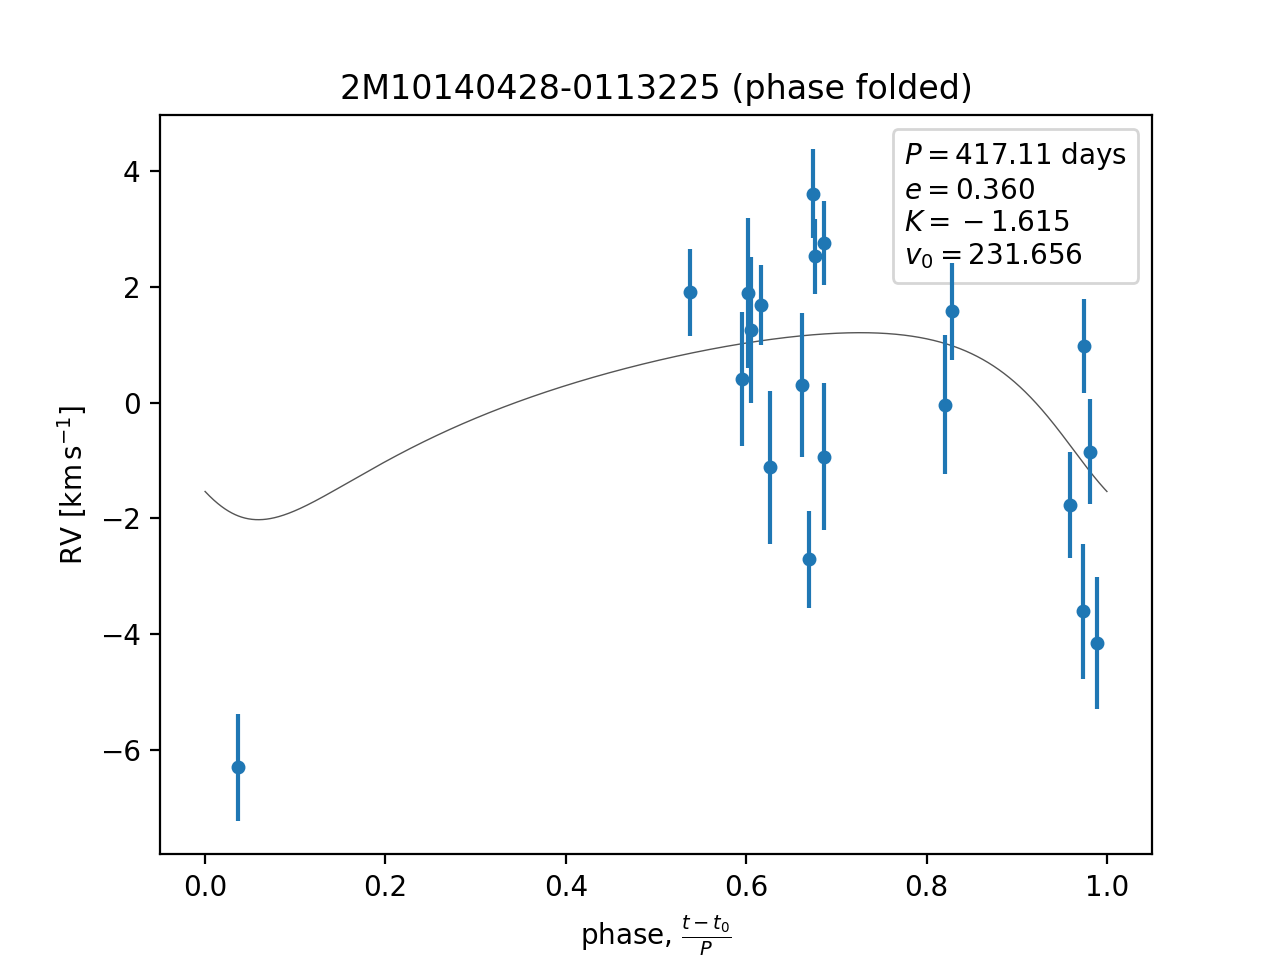 2M10140428-0113225 (phase folded)
P = 417.11 days
e = 0.360
K = −1.615
v₀ = 231.656
4
2
0
−2
−4
−6
RV [km s⁻¹]
0.0 0.2 0.4 0.6 0.8 1.0
phase, (t − t₀)/P